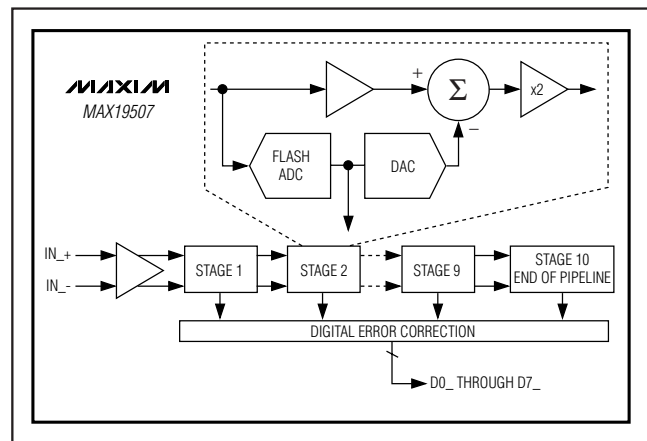 MAXIM
MAX19507
+
Σ
x2
−
FLASH
ADC
DAC
IN_+
IN_-
STAGE 1
STAGE 2
STAGE 9
STAGE 10
END OF PIPELINE
DIGITAL ERROR CORRECTION
D0_ THROUGH D7_